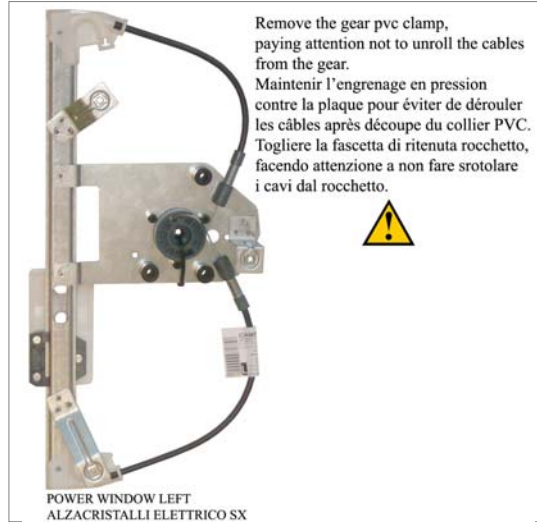 Remove the gear pvc clamp,
paying attention not to unroll the cables
from the gear.
Maintenir l'engrenage en pression
contre la plaque pour éviter de dérouler
les câbles après découpe du collier PVC.
Togliere la fascetta di ritenuta rocchetto,
facendo attenzione a non fare srotolare
i cavi dal rocchetto.
POWER WINDOW LEFT
ALZACRISTALLI ELETTRICO SX